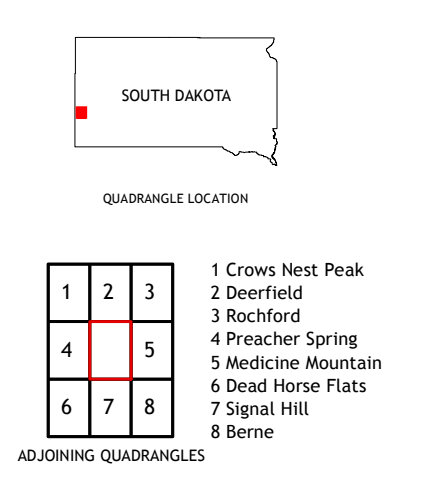 SOUTH DAKOTA
QUADRANGLE LOCATION
1 2 3
4 5
6 7 8
1 Crows Nest Peak
2 Deerfield
3 Rochford
4 Preacher Spring
5 Medicine Mountain
6 Dead Horse Flats
7 Signal Hill
8 Berne
ADJOINING QUADRANGLES